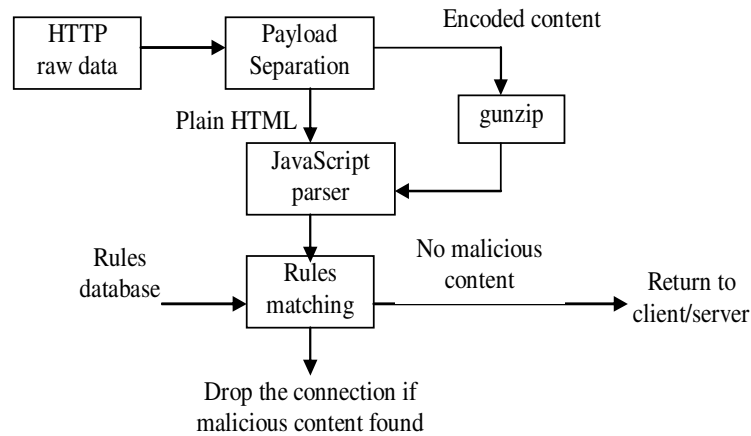 HTTP
raw data
Payload
Separation
Encoded content
gunzip
Plain HTML
JavaScript
parser
Rules
database
Rules
matching
No malicious
content
Return to
client/server
Drop the connection if
malicious content found